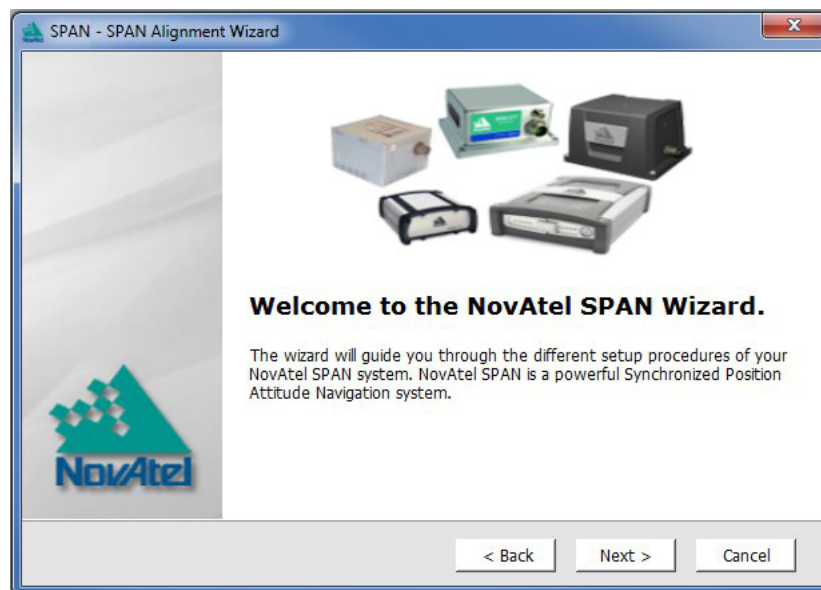 SPAN - SPAN Alignment Wizard
Welcome to the NovAtel SPAN Wizard.
The wizard will guide you through the different setup procedures of your
NovAtel SPAN system. NovAtel SPAN is a powerful Synchronized Position
Attitude Navigation system.
NovAtel
< Back
Next >
Cancel